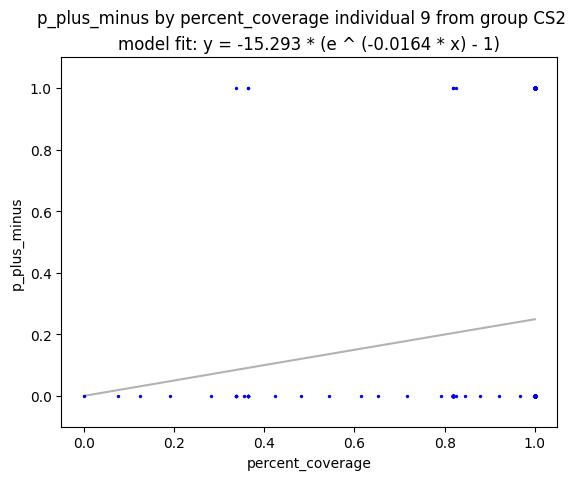 p_plus_minus by percent_coverage individual 9 from group CS2
model fit: y = -15.293 * (e ^ (-0.0164 * x) - 1)
1.0
0.8
0.6
0.4
0.2
0.0
p_plus_minus
0.0 0.2 0.4 0.6 0.8 1.0
percent_coverage